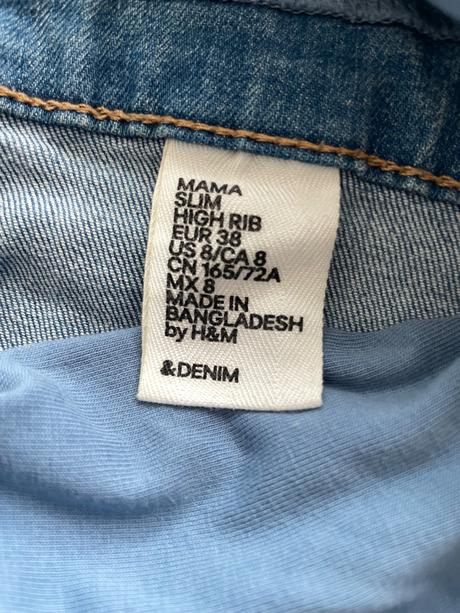 MAMA
SLIM
HIGH RIB
EUR 38
US 8/CA 8
CN 165/72A
MX 8
MADE IN
BANGLADESH
by H&M
&DENIM